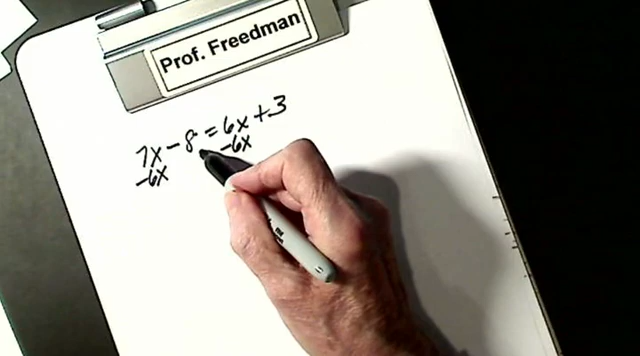 Prof. Freedman
7x - 8 = 6x + 3
-6x -6x